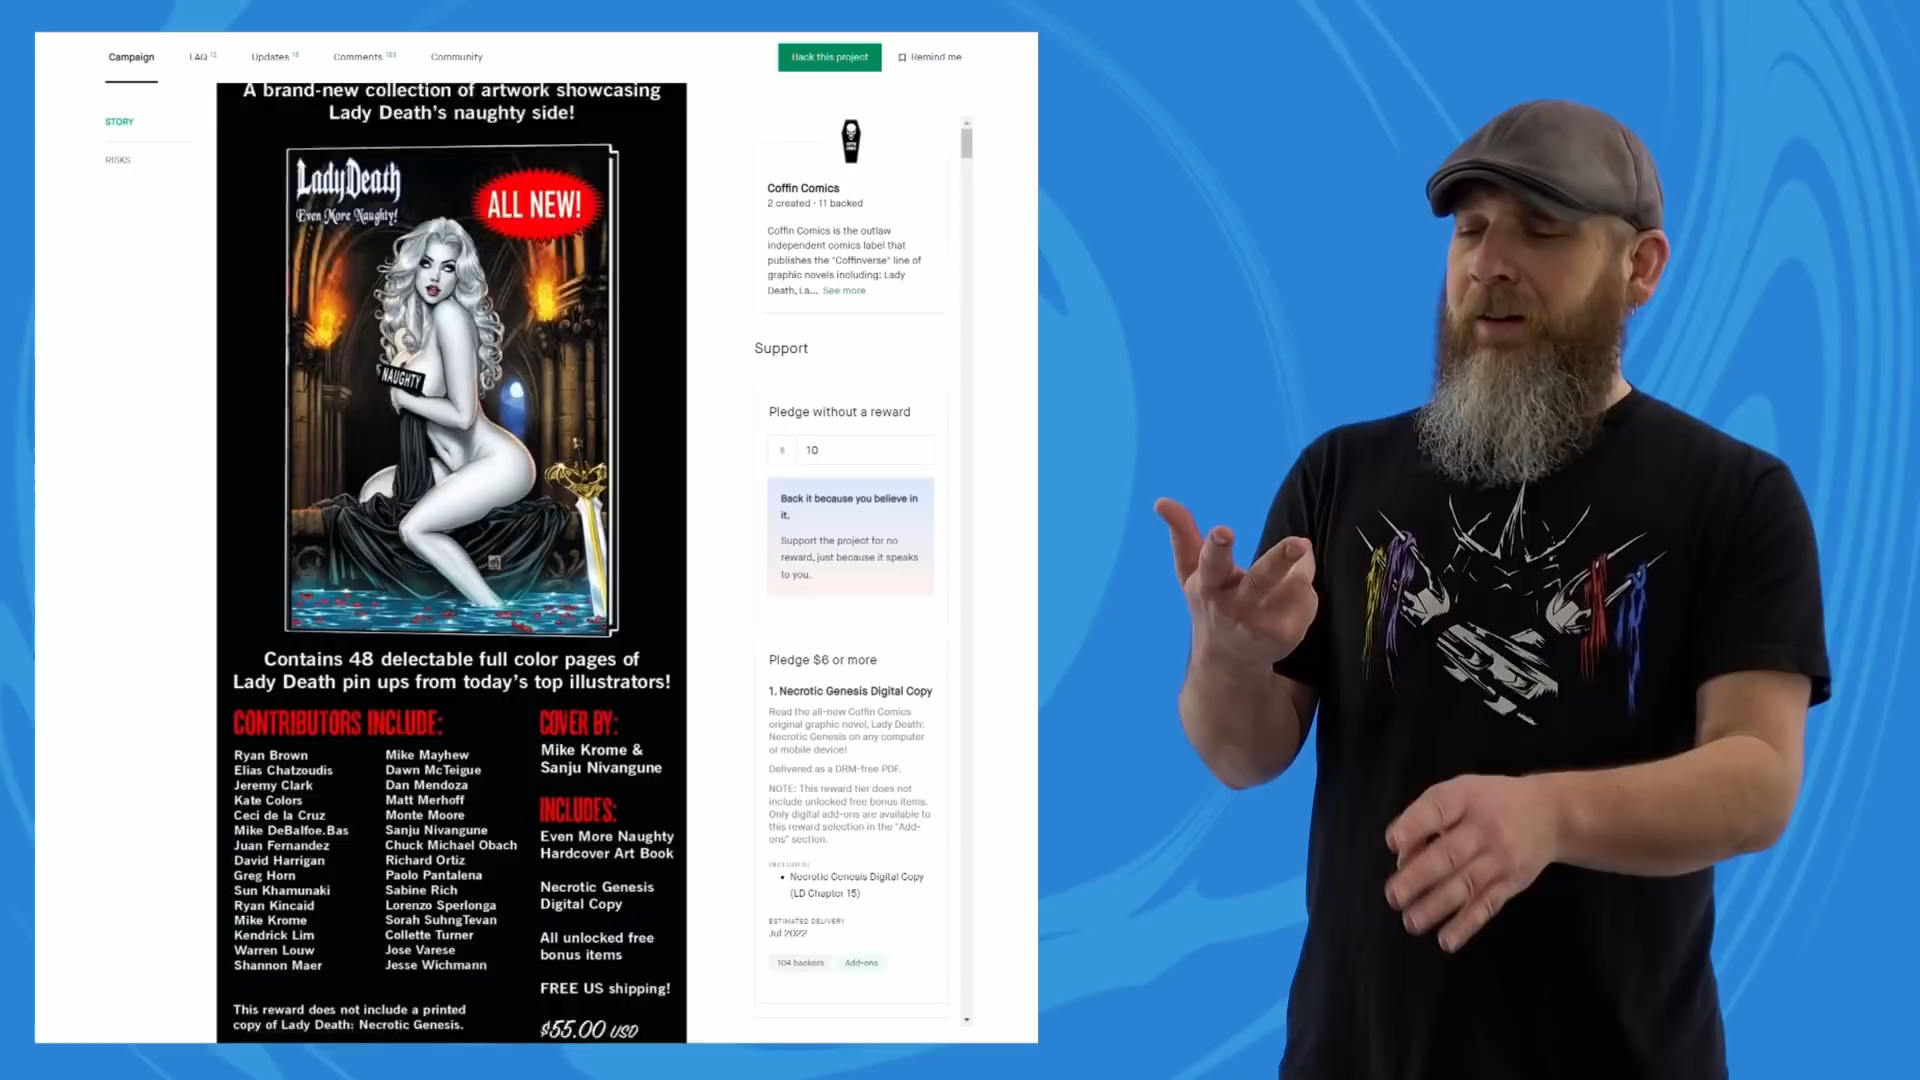 Campaign
FAQ 12
Updates 18
Comments 183
Community
Back this project
Remind me
STORY
RISKS
A brand-new collection of artwork showcasing
Lady Death's naughty side!
Lady Death
Even More Naughty!
ALL NEW!
NAUGHTY
Contains 48 delectable full color pages of
Lady Death pin ups from today's top illustrators!
CONTRIBUTORS INCLUDE:
Ryan Brown
Elias Chatzoudis
Jeremy Clark
Kate Colors
Ceci de la Cruz
Mike DeBalfoe.Bas
Juan Fernandez
David Harrigan
Greg Horn
Sun Khamunaki
Ryan Kincaid
Mike Krome
Kendrick Lim
Warren Louw
Shannon Maer
Mike Mayhew
Dawn McTeigue
Dan Mendoza
Matt Merhoff
Monte Moore
Sanju Nivangune
Chuck Michael Obach
Richard Ortiz
Paolo Pantalena
Sabine Rich
Lorenzo Sperlonga
Sorah SuhngTevan
Collette Turner
Jose Varese
Jesse Wichmann
COVER BY:
Mike Krome &
Sanju Nivangune
INCLUDES:
Even More Naughty
Hardcover Art Book
Necrotic Genesis
Digital Copy
All unlocked free
bonus items
FREE US shipping!
$55.00 USD
This reward does not include a printed
copy of Lady Death: Necrotic Genesis.
Coffin Comics
2 created · 11 backed
Coffin Comics is the outlaw
independent comics label that
publishes the "Coffinverse" line of
graphic novels including: Lady
Death, La... See more
Support
Pledge without a reward
$ 10
Back it because you believe in
it.
Support the project for no
reward, just because it speaks
to you.
Pledge $6 or more
1. Necrotic Genesis Digital Copy
Read the all-new Coffin Comics
original graphic novel, Lady Death:
Necrotic Genesis on any computer
or mobile device!
Delivered as a DRM-free PDF.
NOTE: This reward tier does not
include unlocked free bonus items.
Only digital add-ons are available to
this reward selection in the "Add-
ons" section.
INCLUDES:
• Necrotic Genesis Digital Copy
(LD Chapter 15)
ESTIMATED DELIVERY
Jul 2022
104 backers
Add-ons